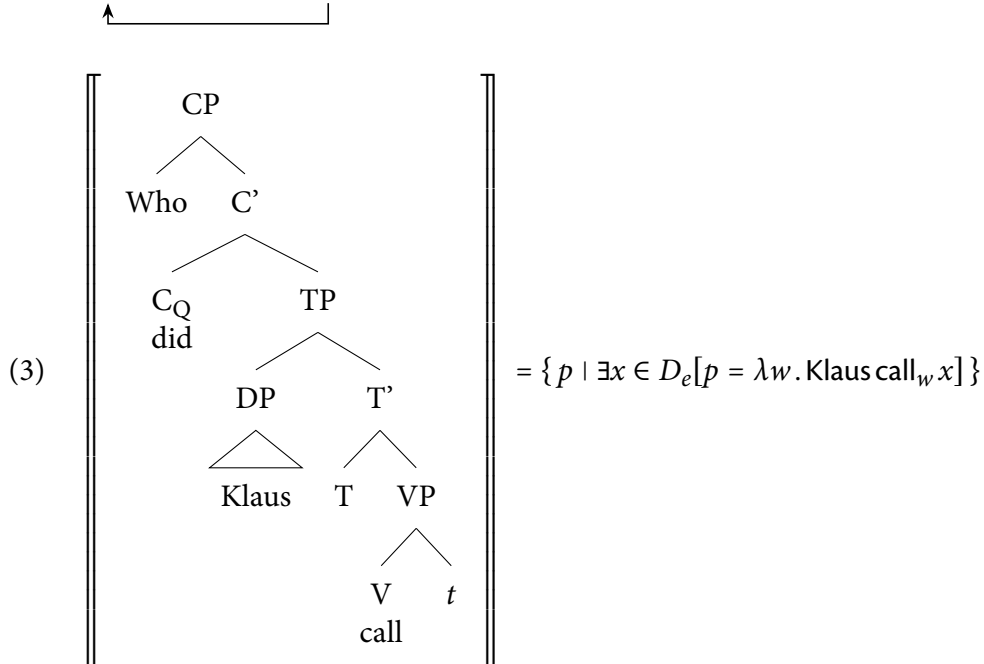 CP
Who C’
C_Q TP
did
(3) DP T’ = { p | ∃x ∈ D_e[p = λw. Klaus call_w x] }
Klaus T VP
V t
call